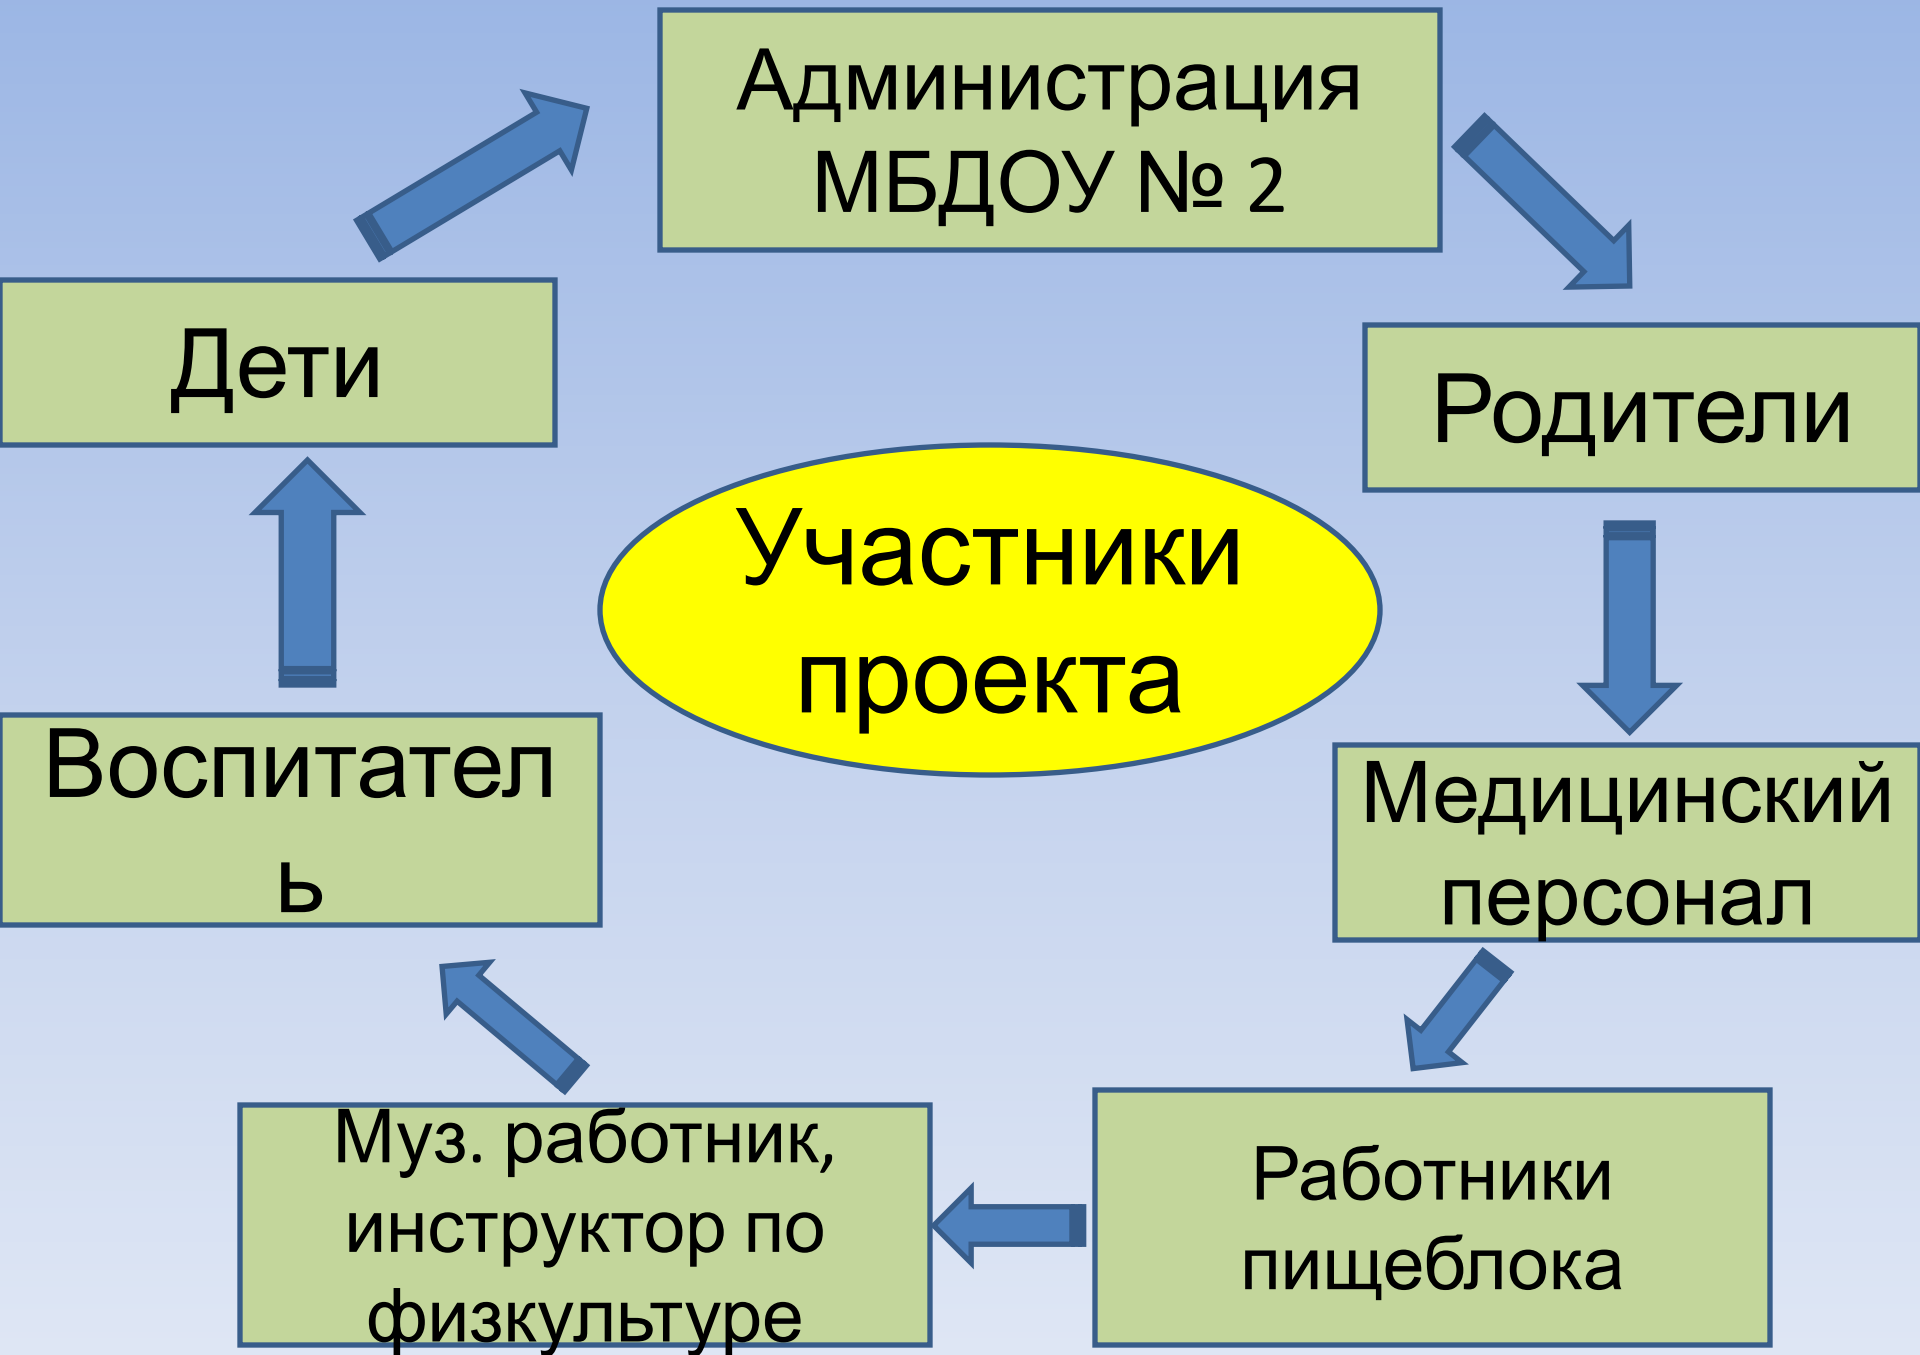 Администрация
МБДОУ № 2
Дети
Родители
Участники
проекта
Воспитател
ь
Медицинский
персонал
Муз. работник,
инструктор по
физкультуре
Работники
пищеблока